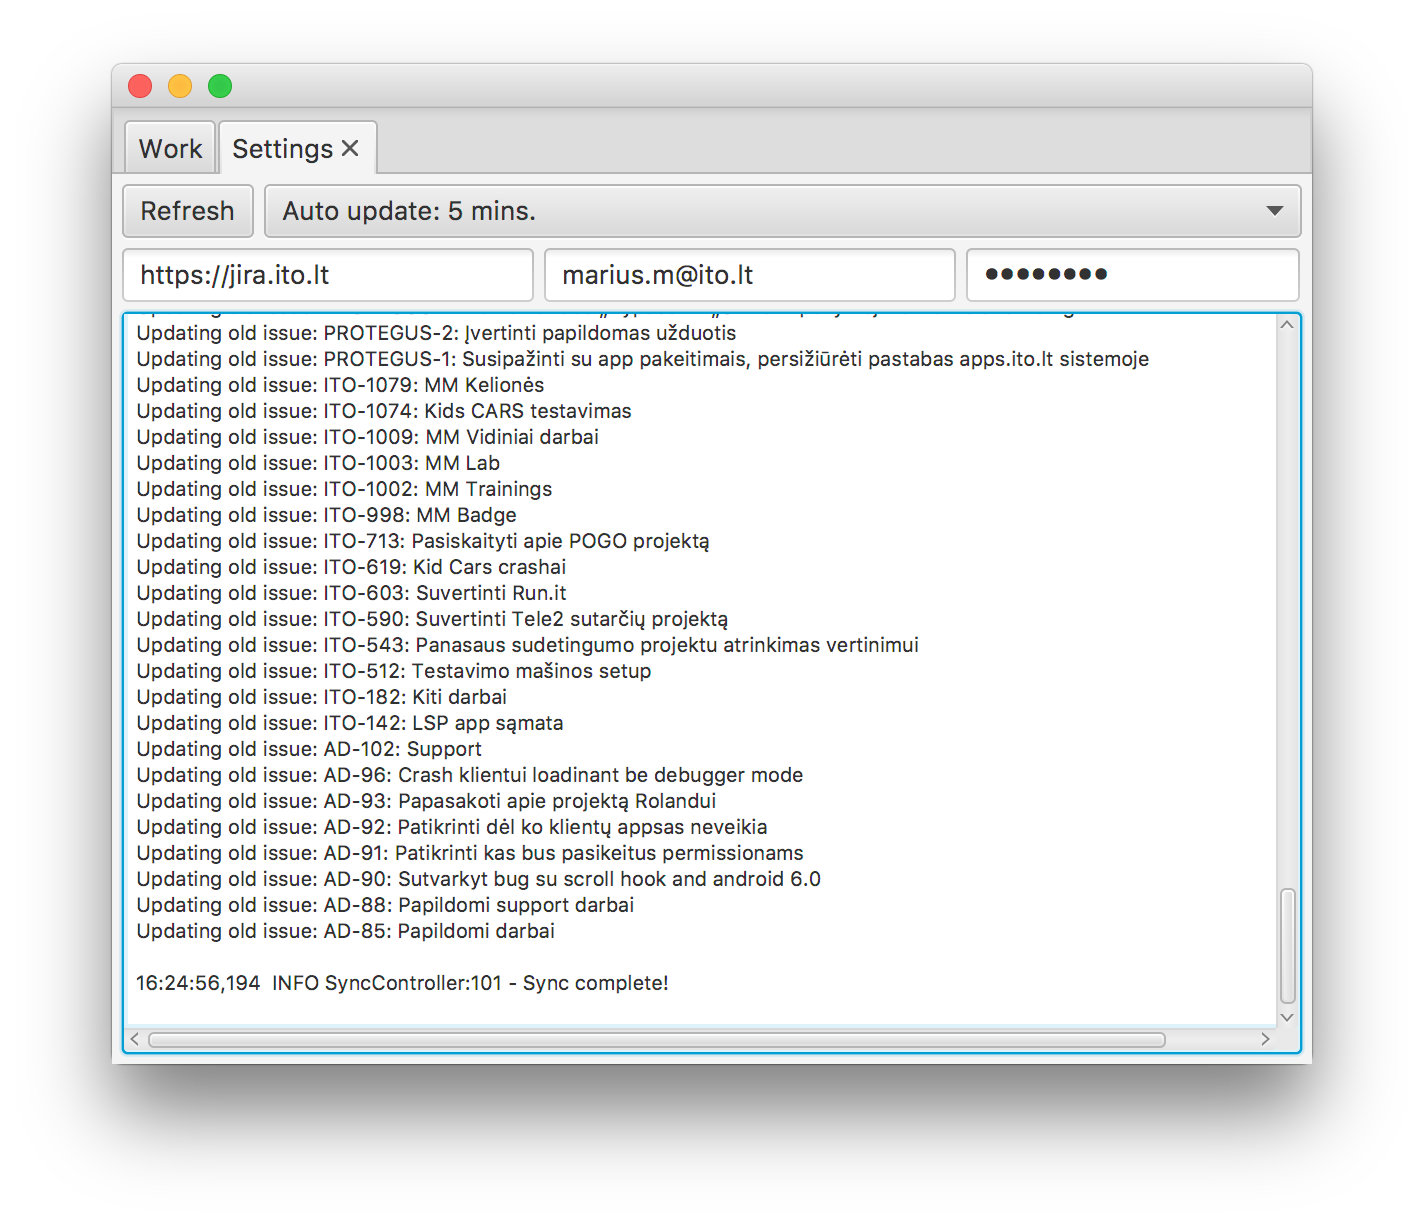 Work
Settings
Refresh
Auto update: 5 mins.
https://jira.ito.lt
marius.m@ito.lt
••••••••
Updating old issue: PROTEGUS-2: Įvertinti papildomas užduotis
Updating old issue: PROTEGUS-1: Susipažinti su app pakeitimais, persižiūrėti pastabas apps.ito.lt sistemoje
Updating old issue: ITO-1079: MM Kelionės
Updating old issue: ITO-1074: Kids CARS testavimas
Updating old issue: ITO-1009: MM Vidiniai darbai
Updating old issue: ITO-1003: MM Lab
Updating old issue: ITO-1002: MM Trainings
Updating old issue: ITO-998: MM Badge
Updating old issue: ITO-713: Pasiskaityti apie POGO projektą
Updating old issue: ITO-619: Kid Cars crashai
Updating old issue: ITO-603: Suvertinti Run.it
Updating old issue: ITO-590: Suvertinti Tele2 sutarčių projektą
Updating old issue: ITO-543: Panasaus sudetingumo projektu atrinkimas vertinimui
Updating old issue: ITO-512: Testavimo mašinos setup
Updating old issue: ITO-182: Kiti darbai
Updating old issue: ITO-142: LSP app sąmata
Updating old issue: AD-102: Support
Updating old issue: AD-96: Crash klientui loadinant be debugger mode
Updating old issue: AD-93: Papasakoti apie projektą Rolandui
Updating old issue: AD-92: Patikrinti dėl ko klientų appsas neveikia
Updating old issue: AD-91: Patikrinti kas bus pasikeitus permissionams
Updating old issue: AD-90: Sutvarkyt bug su scroll hook and android 6.0
Updating old issue: AD-88: Papildomi support darbai
Updating old issue: AD-85: Papildomi darbai
16:24:56,194  INFO SyncController:101 - Sync complete!